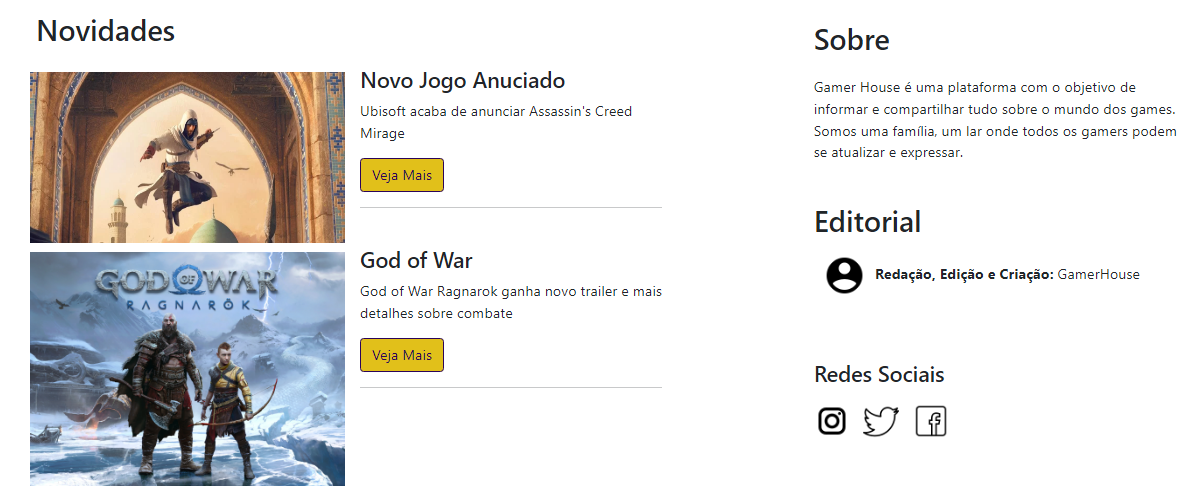 Novidades
Novo Jogo Anuciado
Ubisoft acaba de anunciar Assassin's Creed
Mirage
Veja Mais
GOD OF WAR
RAGNARÖK
God of War
God of War Ragnarok ganha novo trailer e mais
detalhes sobre combate
Veja Mais
Sobre
Gamer House é uma plataforma com o objetivo de
informar e compartilhar tudo sobre o mundo dos games.
Somos uma família, um lar onde todos os gamers podem
se atualizar e expressar.
Editorial
Redação, Edição e Criação: GamerHouse
Redes Sociais